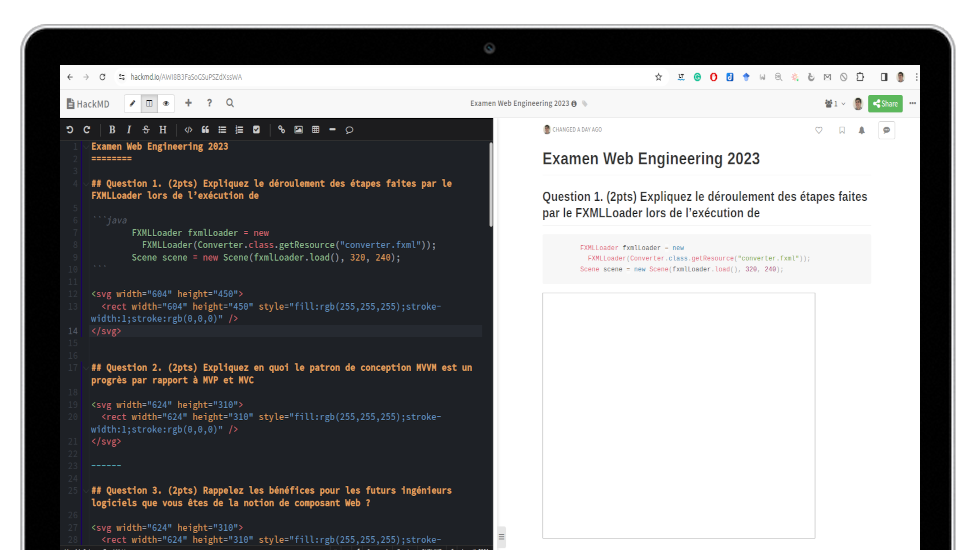 hackmd.io/AWI8B3FaSoGSuPSZdXssWA
HackMD
Examen Web Engineering 2023
1
Share
B I S H
1 Examen Web Engineering 2023
2 ========
3
4 ## Question 1. (2pts) Expliquez le déroulement des étapes faites par le
FXMLLoader lors de l'exécution de
5
6 ```java
7 FXMLLoader fxmlLoader = new
8 FXMLLoader(Converter.class.getResource("converter.fxml"));
9 Scene scene = new Scene(fxmlLoader.load(), 320, 240);
10 ```
11
12 <svg width="604" height="450">
13 <rect width="604" height="450" style="fill:rgb(255,255,255);stroke-
width:1;stroke:rgb(0,0,0)" />
14 </svg>
15
16
17 ## Question 2. (2pts) Expliquez en quoi le patron de conception MVVM est un
progrès par rapport à MVP et MVC
18
19 <svg width="624" height="310">
20 <rect width="624" height="310" style="fill:rgb(255,255,255);stroke-
width:1;stroke:rgb(0,0,0)" />
21 </svg>
22
23 ------
24
25 ## Question 3. (2pts) Rappelez les bénéfices pour les futurs ingénieurs
logiciels que vous êtes de la notion de composant Web ?
26
27 <svg width="624" height="310">
28 <rect width="624" height="310" style="fill:rgb(255,255,255);stroke-
CHANGED A DAY AGO
Examen Web Engineering 2023
Question 1. (2pts) Expliquez le déroulement des étapes faites
par le FXMLLoader lors de l'exécution de
FXMLLoader fxmlLoader = new
FXMLLoader(Converter.class.getResource("converter.fxml"));
Scene scene = new Scene(fxmlLoader.load(), 320, 240);